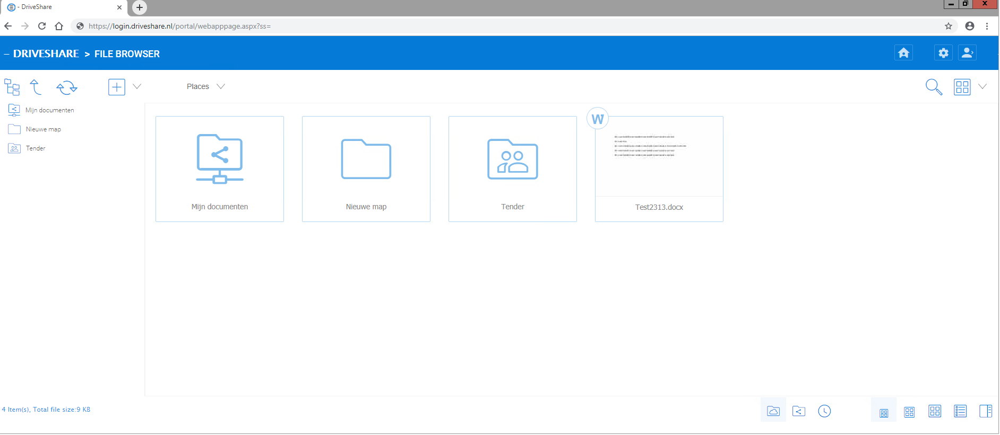 - DriveShare
https://login.driveshare.nl/portal/webapppage.aspx?ss=
– DRIVESHARE > FILE BROWSER
Places
Mijn documenten
Nieuwe map
Tender
Mijn documenten
Nieuwe map
Tender
W
Test2313.docx
4 Item(s), Total file size:9 KB